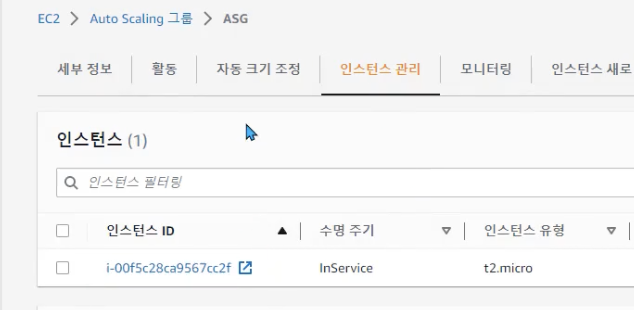 EC2 > Auto Scaling 그룹 > ASG
세부 정보 활동 자동 크기 조정 인스턴스 관리 모니터링 인스턴스 새로
인스턴스 (1)
인스턴스 필터링
인스턴스 ID 수명 주기 인스턴스 유형
i-00f5c28ca9567cc2f InService t2.micro